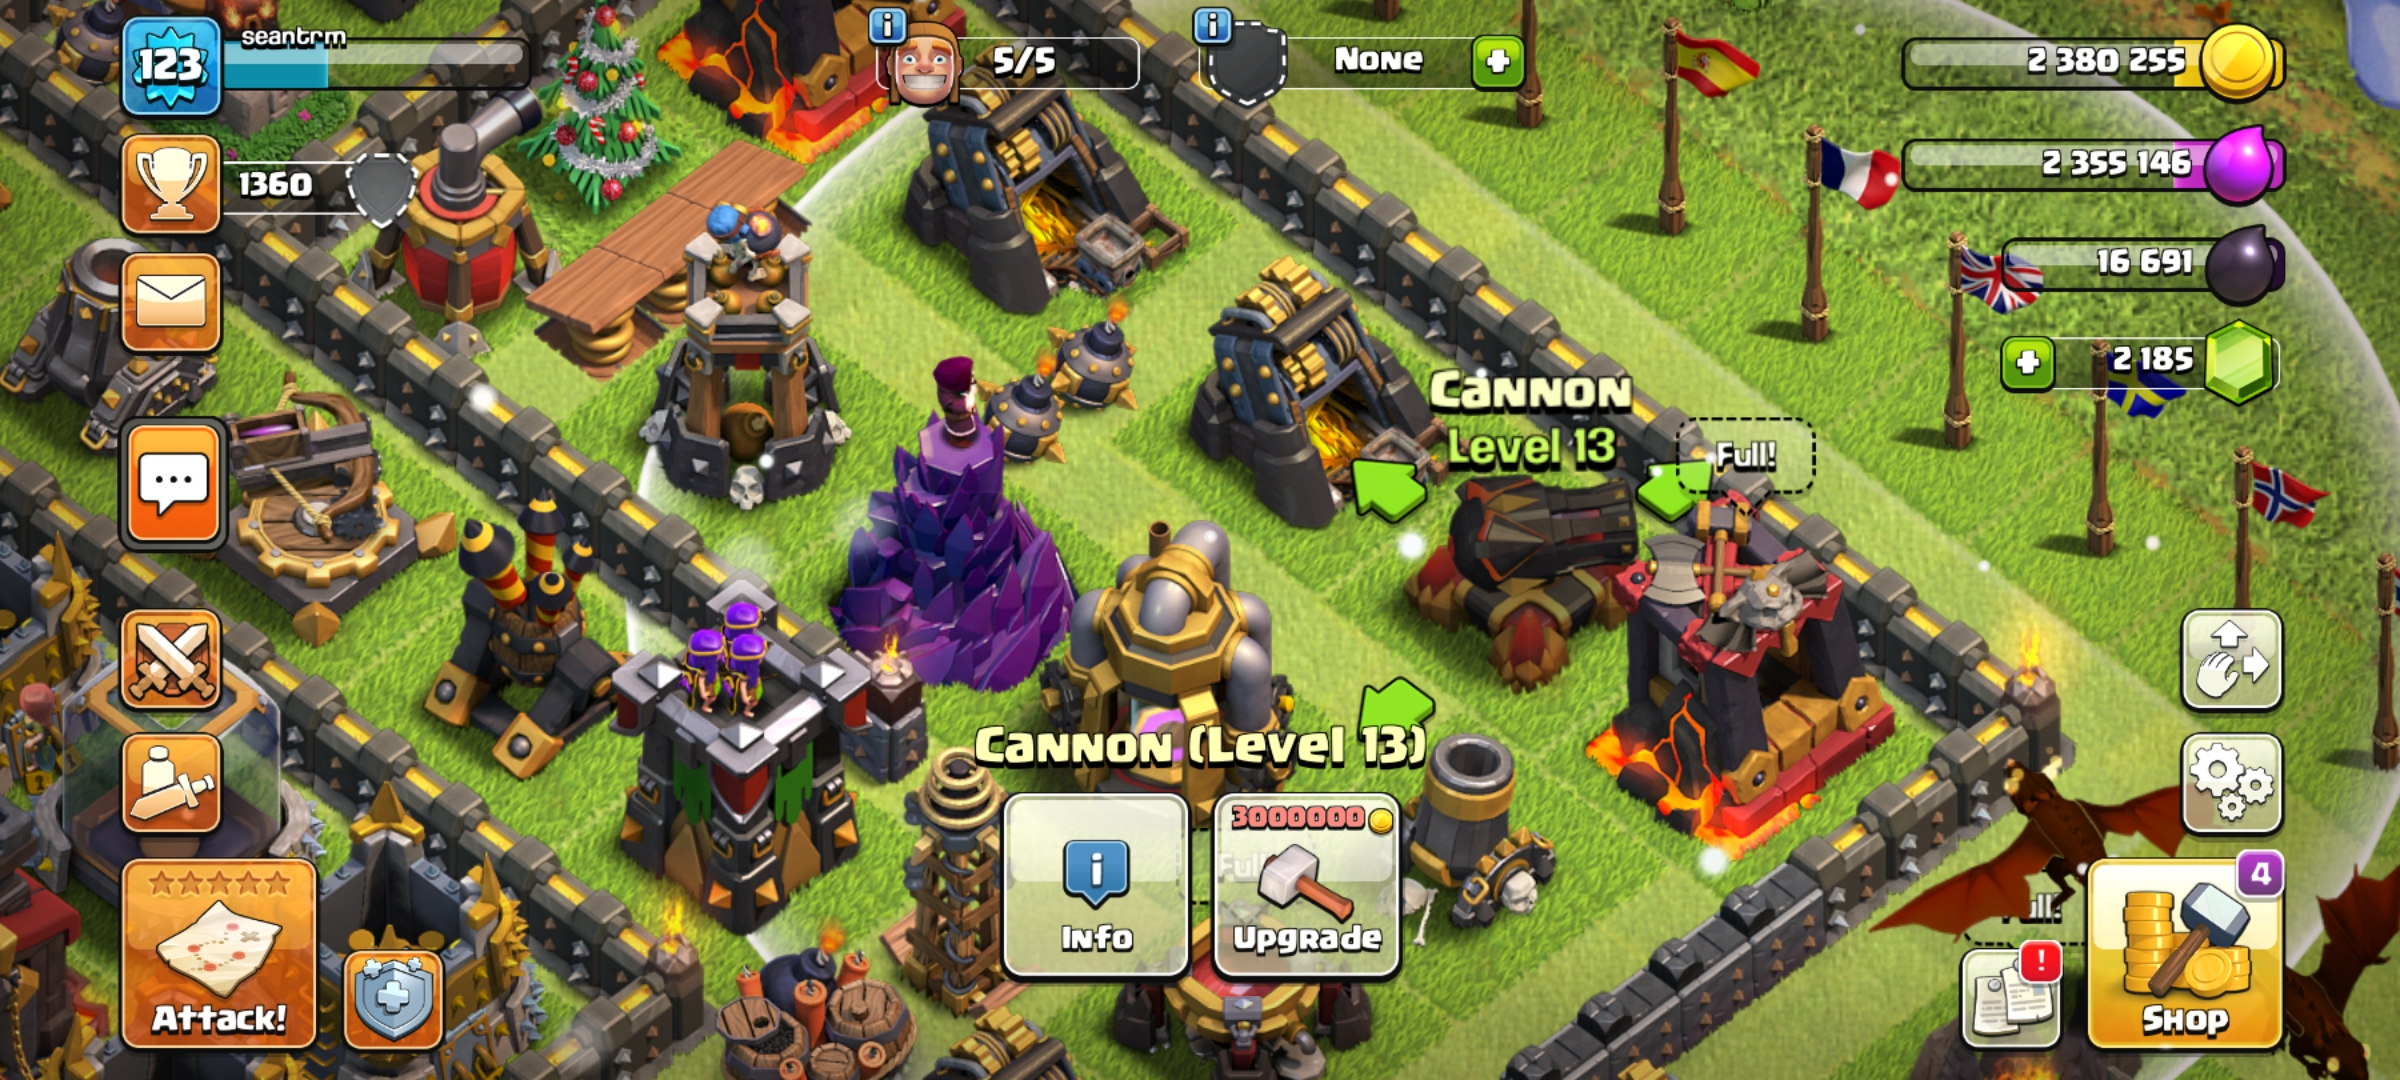 seantrm
123
5/5
None
2 380 255
1360
2 355 146
16 691
2 185
Cannon
Level 13
Full!
Cannon (Level 13)
3000000
Full!
Info
Upgrade
Attack!
4
Shop